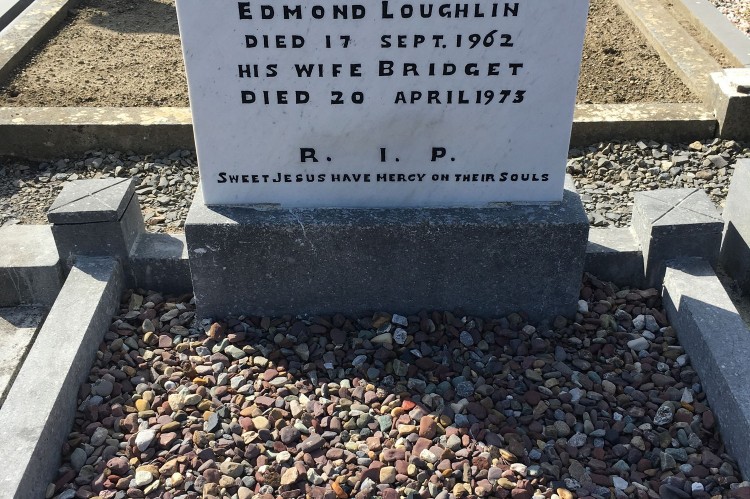 EDMOND LOUGHLIN
DIED 17 SEPT. 1962
HIS WIFE BRIDGET
DIED 20 APRIL 1973
R. I. P.
SWEET JESUS HAVE MERCY ON THEIR SOULS